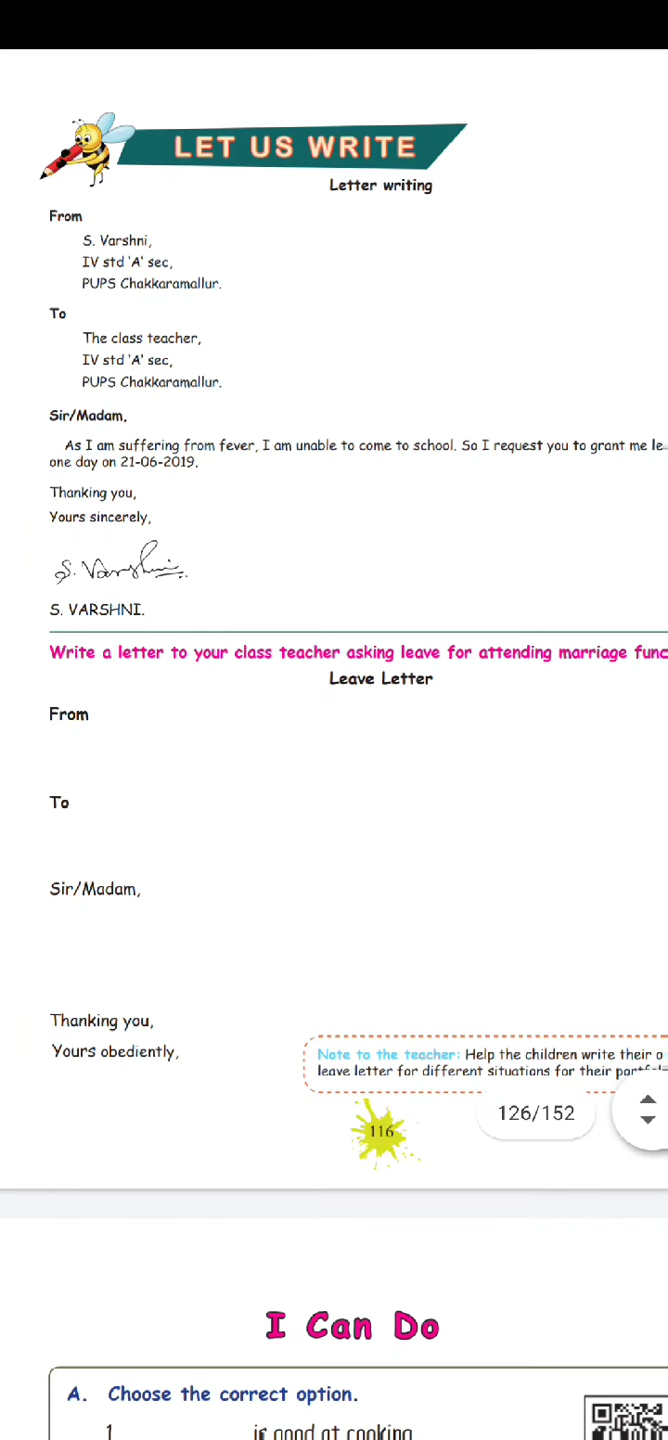 LET US WRITE
Letter writing
From
S. Varshni,
IV std 'A' sec,
PUPS Chakkaramallur.
To
The class teacher,
IV std 'A' sec,
PUPS Chakkaramallur.
Sir/Madam,
As I am suffering from fever, I am unable to come to school. So I request you to grant me
one day on 21-06-2019.
Thanking you,
Yours sincerely,
S. Varshni
S. VARSHNI.
Write a letter to your class teacher asking leave for attending marriage
Leave Letter
From
To
Sir/Madam,
Thanking you,
Yours obediently,
Note to the teacher: Help the children write their
leave letter for different situations for their
116
126/152
I Can Do
A. Choose the correct option.
1 is good at cooking